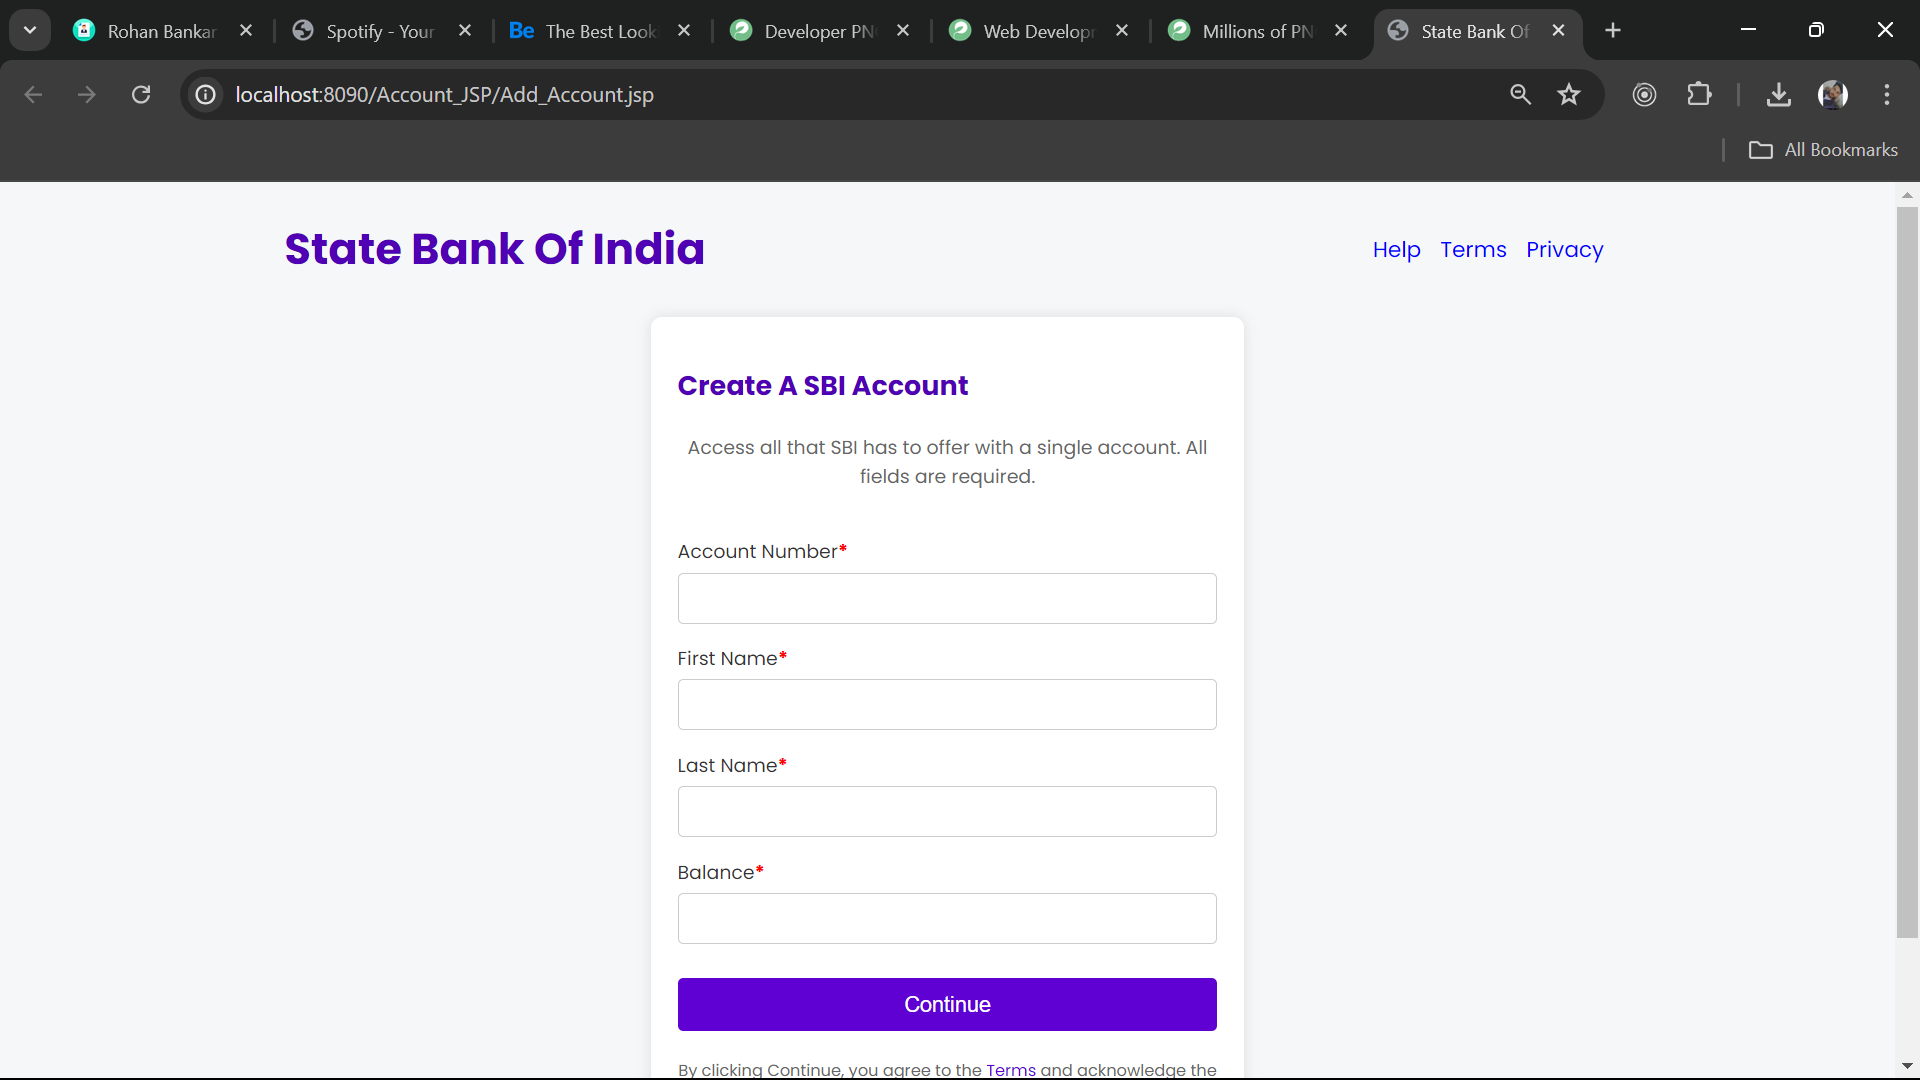 Rohan Bankar
Spotify - Your
Be The Best Look
Developer PN
Web Developm
Millions of PN
State Bank Of
localhost:8090/Account_JSP/Add_Account.jsp
All Bookmarks
State Bank Of India
Help Terms Privacy
Create A SBI Account
Access all that SBI has to offer with a single account. All
fields are required.
Account Number*
First Name*
Last Name*
Balance*
Continue
By clicking Continue, you agree to the Terms and acknowledge the